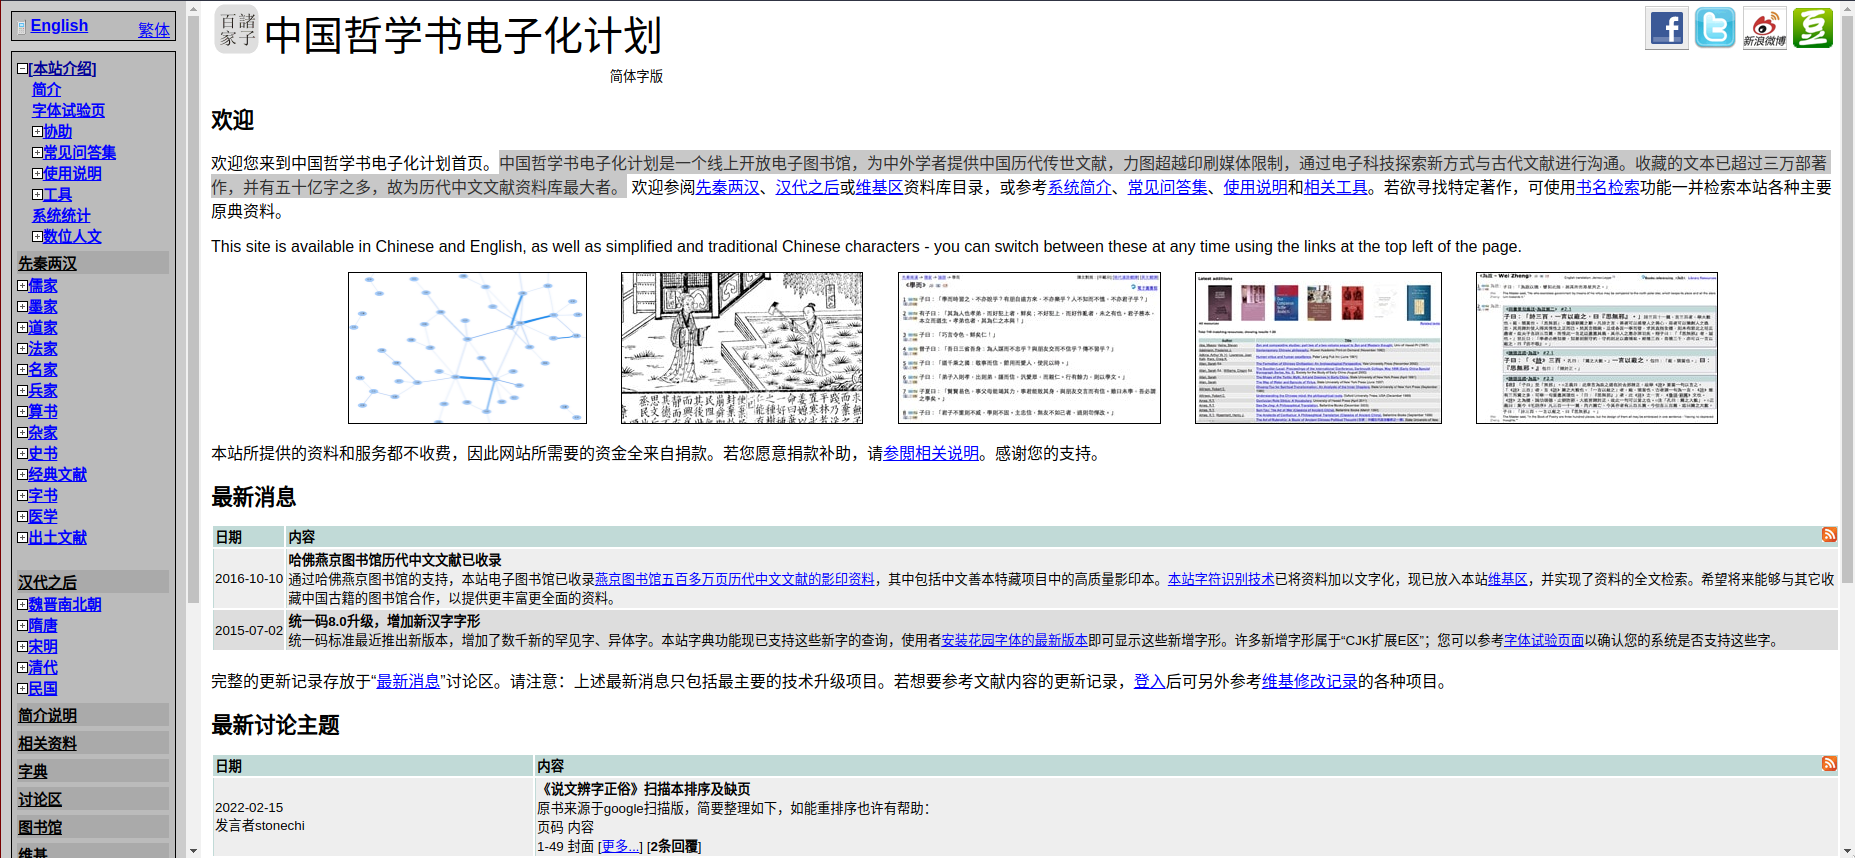 English
繁体
[本站介绍]
简介
字体试验页
协助
常见问答集
使用说明
工具
系统统计
数位人文
先秦两汉
儒家
墨家
道家
法家
名家
兵家
算书
杂家
史书
经典文献
字书
医学
出土文献
汉代之后
魏晋南北朝
隋唐
宋明
清代
民国
简介说明
相关资料
字典
讨论区
图书馆
维基
諸子百家
中国哲学书电子化计划
简体字版
新浪微博
豆
欢迎
欢迎您来到中国哲学书电子化计划首页。中国哲学书电子化计划是一个线上开放电子图书馆，为中外学者提供中国历代传世文献，力图超越印刷媒体限制，通过电子科技探索新方式与古代文献进行沟通。收藏的文本已超过三万部著
作，并有五十亿字之多，故为历代中文文献资料库最大者。 欢迎参阅先秦两汉、汉代之后或维基区资料库目录，或参考系统简介、常见问答集、使用说明和相关工具。若欲寻找特定著作，可使用书名检索功能一并检索本站各种主要
原典资料。
This site is available in Chinese and English, as well as simplified and traditional Chinese characters - you can switch between these at any time using the links at the top left of the page.
《學而》
Latest additions
本站所提供的资料和服务都不收费，因此网站所需要的资金全来自捐款。若您愿意捐款补助，请参閲相关说明。感谢您的支持。
最新消息
日期 内容
哈佛燕京图书馆历代中文文献已收录
2016-10-10 通过哈佛燕京图书馆的支持，本站电子图书馆已收录燕京图书馆五百多万页历代中文文献的影印资料，其中包括中文善本特藏项目中的高质量影印本。本站字符识别技术已将资料加以文字化，现已放入本站维基区，并实现了资料的全文检索。希望将来能够与其它收
藏中国古籍的图书馆合作，以提供更丰富更全面的资料。
统一码8.0升级，增加新汉字字形
2015-07-02 统一码标准最近推出新版本，增加了数千新的罕见字、异体字。本站字典功能现已支持这些新字的查询，使用者安装花园字体的最新版本即可显示这些新增字形。许多新增字形属于“CJK扩展E区”；您可以参考字体试验页面以确认您的系统是否支持这些字。
完整的更新记录存放于“最新消息”讨论区。请注意：上述最新消息只包括最主要的技术升级项目。若想要参考文献内容的更新记录，登入后可另外参考维基修改记录的各种项目。
最新讨论主题
日期 内容
2022-02-15
发言者stonechi
《说文辨字正俗》扫描本排序及缺页
原书来源于google扫描版，简要整理如下，如能重排序也许有帮助：
页码 内容
1-49 封面 [更多...] [2条回覆]